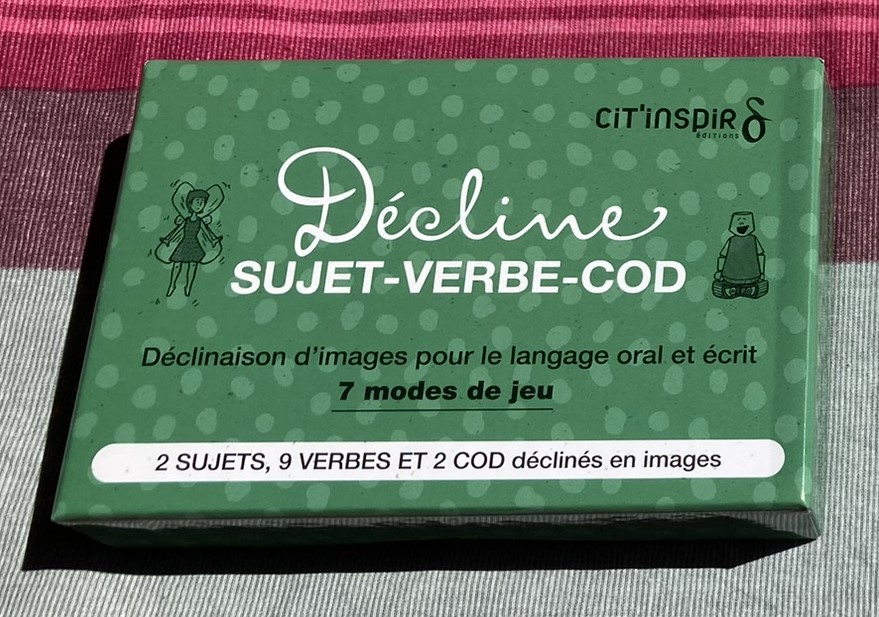 CiT'inspir
éditions
Décline
SUJET-VERBE-COD
Déclinaison d'images pour le langage oral et écrit
7 modes de jeu
2 SUJETS, 9 VERBES ET 2 COD déclinés en images